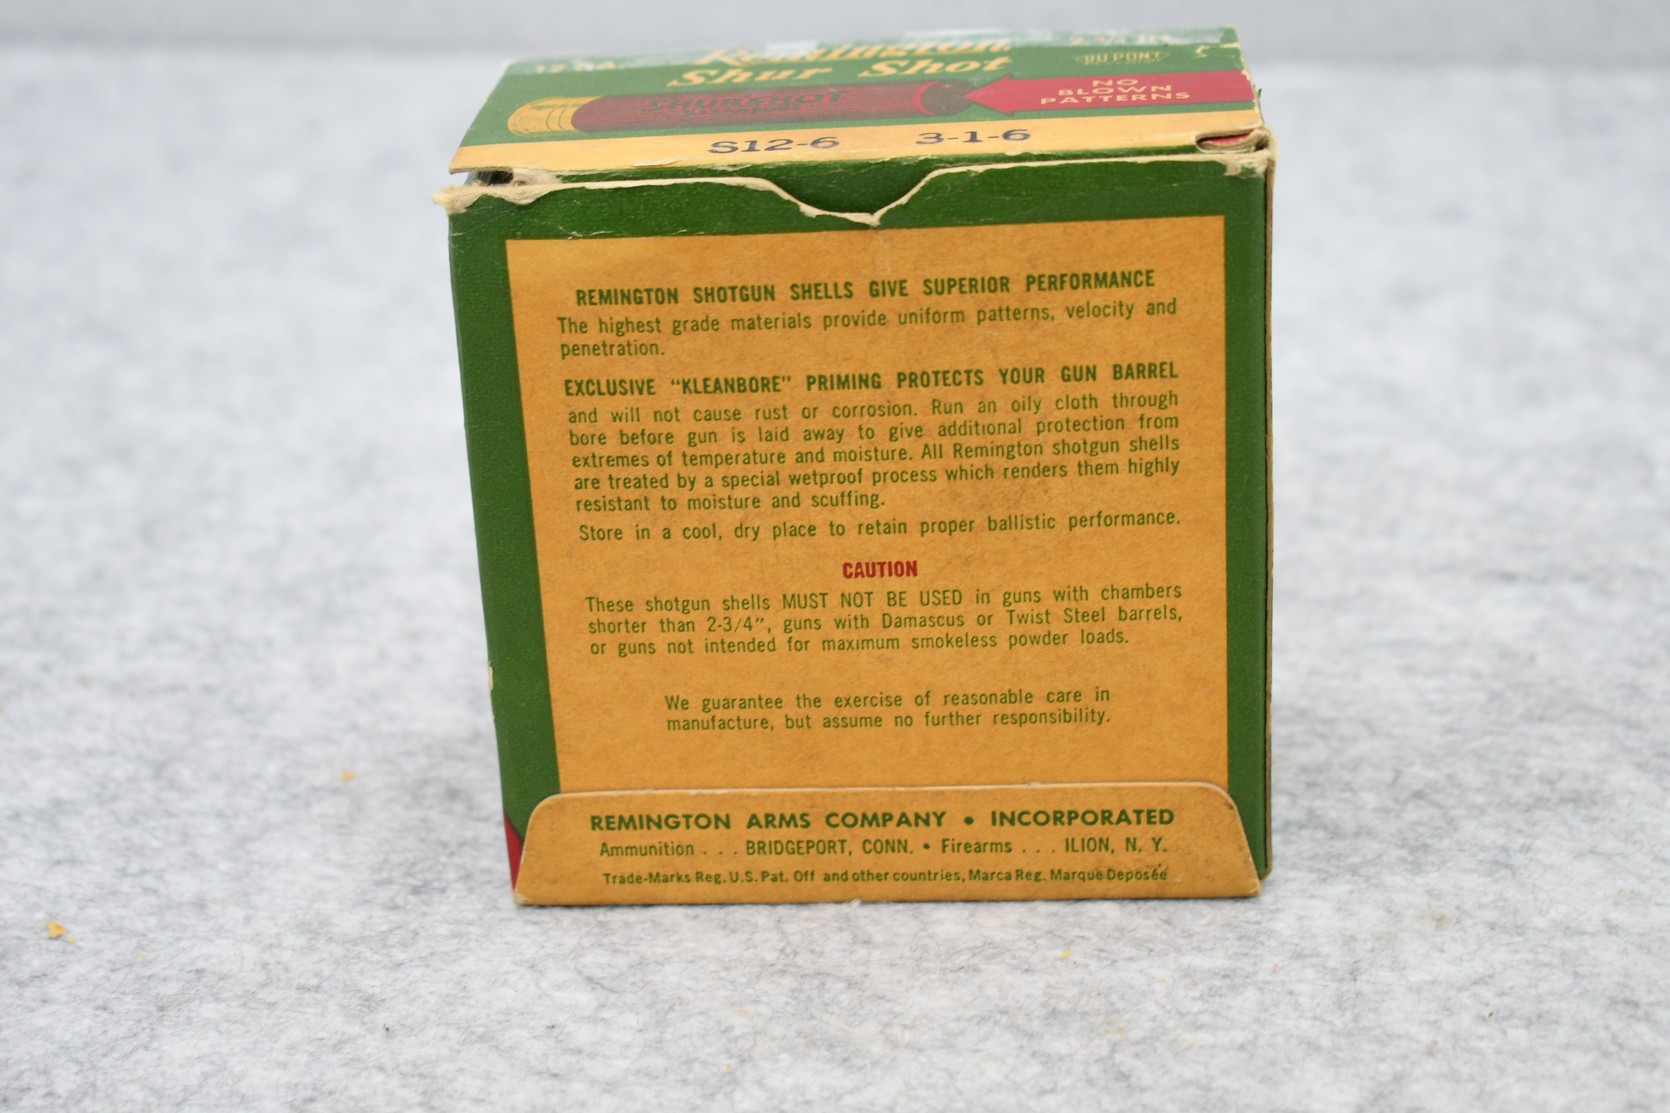 12 GA.
Remington
Shur Shot
DU PONT
SHURSHOT
NO
BLOWN
PATTERNS
S12-6 3-1-6
REMINGTON SHOTGUN SHELLS GIVE SUPERIOR PERFORMANCE
The highest grade materials provide uniform patterns, velocity and
penetration.
EXCLUSIVE "KLEANBORE" PRIMING PROTECTS YOUR GUN BARREL
and will not cause rust or corrosion. Run an oily cloth through
bore before gun is laid away to give additional protection from
extremes of temperature and moisture. All Remington shotgun shells
are treated by a special wetproof process which renders them highly
resistant to moisture and scuffing.
Store in a cool, dry place to retain proper ballistic performance.
CAUTION
These shotgun shells MUST NOT BE USED in guns with chambers
shorter than 2-3/4", guns with Damascus or Twist Steel barrels,
or guns not intended for maximum smokeless powder loads.
We guarantee the exercise of reasonable care in
manufacture, but assume no further responsibility.
REMINGTON ARMS COMPANY • INCORPORATED
Ammunition . . . BRIDGEPORT, CONN. • Firearms . . . ILION, N. Y.
Trade-Marks Reg. U.S. Pat. Off and other countries, Marca Reg. Marque Deposée